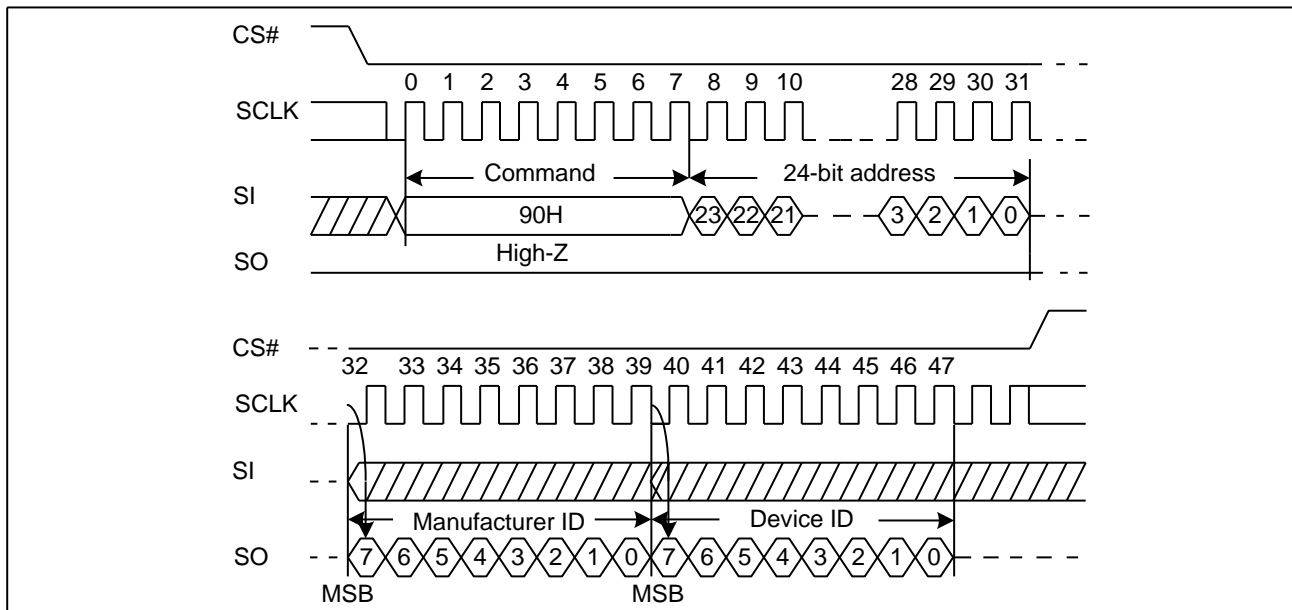 CS#
0 1 2 3 4 5 6 7 8 9 10 28 29 30 31
SCLK
Command 24-bit address
SI
90H 23 22 21 3 2 1 0
High-Z
SO
CS#
32 33 34 35 36 37 38 39 40 41 42 43 44 45 46 47
SCLK
SI
Manufacturer ID Device ID
SO 7 6 5 4 3 2 1 0 7 6 5 4 3 2 1 0
MSB MSB